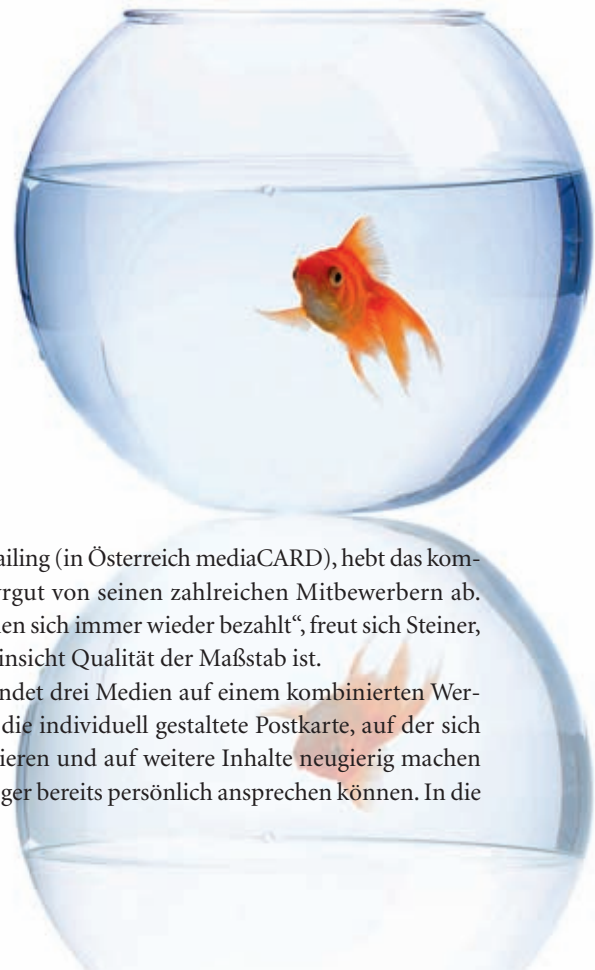 ailing (in Österreich mediaCARD), hebt das kom-
yrgut von seinen zahlreichen Mitbewerbern ab.
en sich immer wieder bezahlt“, freut sich Steiner,
insicht Qualität der Maßstab ist.
ndet drei Medien auf einem kombinierten Wer-
die individuell gestaltete Postkarte, auf der sich
ieren und auf weitere Inhalte neugierig machen
ger bereits persönlich ansprechen können. In die